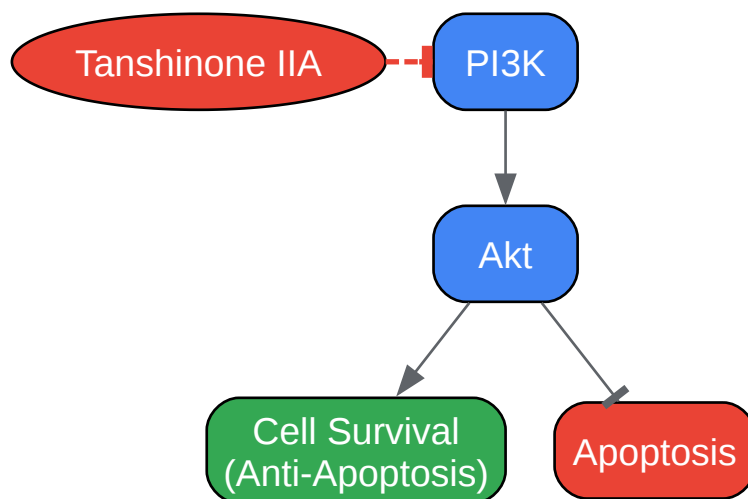 Tanshinone IIA
PI3K
Akt
Cell Survival
(Anti-Apoptosis)
Apoptosis